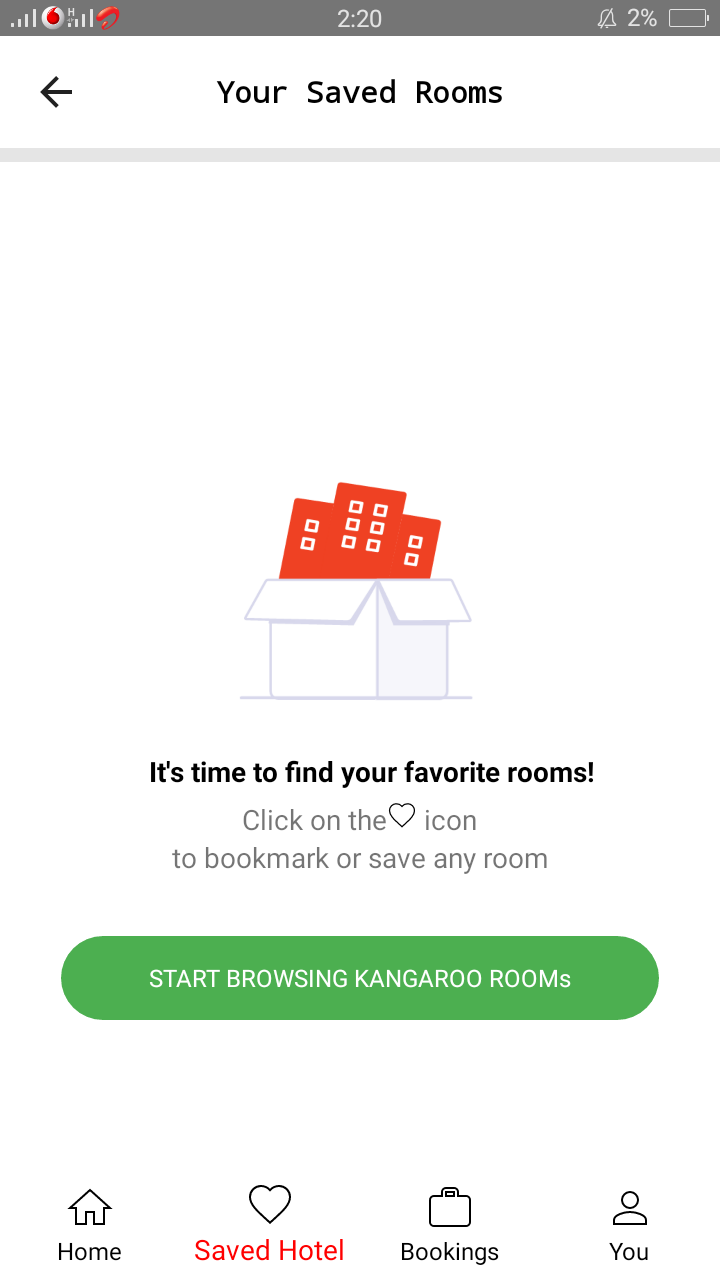 H 2:20 2%
Your Saved Rooms
It's time to find your favorite rooms!
Click on the icon
to bookmark or save any room
START BROWSING KANGAROO ROOMs
Home Saved Hotel Bookings You